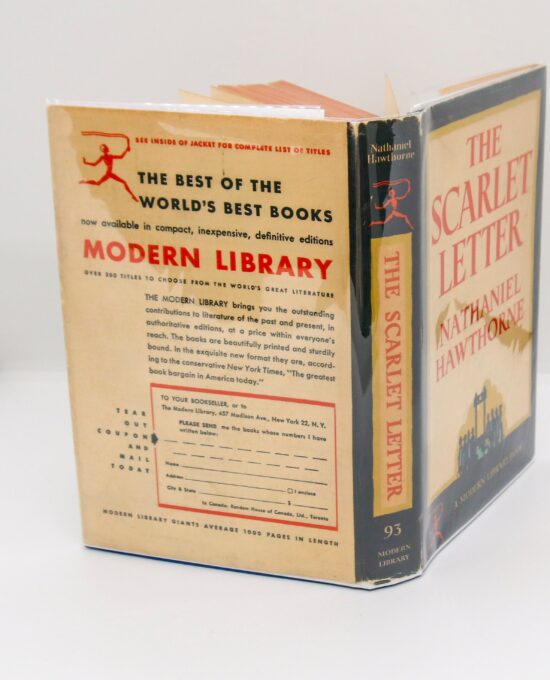 SEE INSIDE OF JACKET FOR COMPLETE LIST OF TITLES
THE BEST OF THE
WORLD'S BEST BOOKS
now available in compact, inexpensive, definitive editions
MODERN LIBRARY
OVER 300 TITLES TO CHOOSE FROM THE WORLD'S GREAT LITERATURE
THE MODERN LIBRARY brings you the outstanding
contributions to literature of the past and present, in
authoritative editions, at a price within everyone's
reach. The books are beautifully printed and sturdily
bound. In the exquisite new format they are, accord-
ing to the conservative New York Times, "The greatest
book bargain in America today."
TEAR
OUT
COUPON
AND
MAIL
TODAY
TO YOUR BOOKSELLER, or to
The Modern Library, 457 Madison Ave., New York 22, N. Y.
PLEASE SEND me the books whose numbers I have
written below:
Name
Address
City & State
I enclose
$
In Canada: Random House of Canada, Ltd., Toronto
MODERN LIBRARY GIANTS AVERAGE 1000 PAGES IN LENGTH
Nathaniel
Hawthorne
THE SCARLET LETTER
93
MODERN
LIBRARY
THE
SCARLET
LETTER
NATHANIEL
HAWTHORNE
A MODERN LIBRARY BOOK